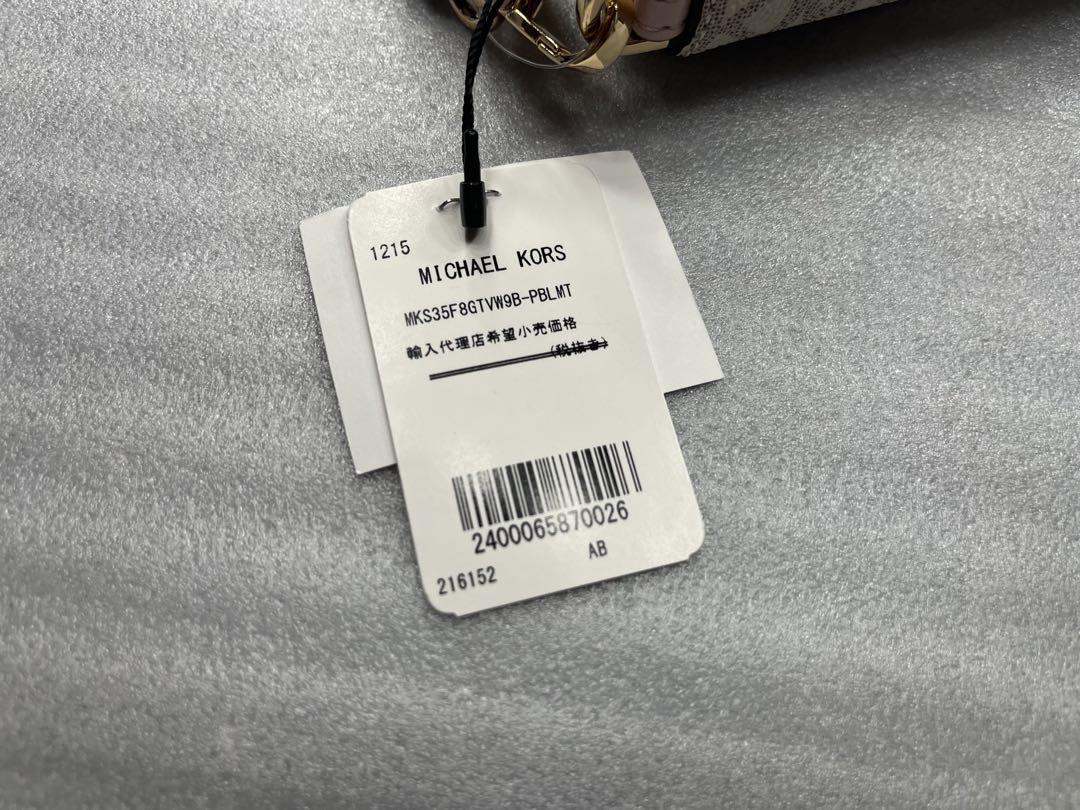 1215
MICHAEL KORS
MKS35F8GTVW9B-PBLMT
輸入代理店希望小売価格
(税抜き)
2400065870026
AB
216152